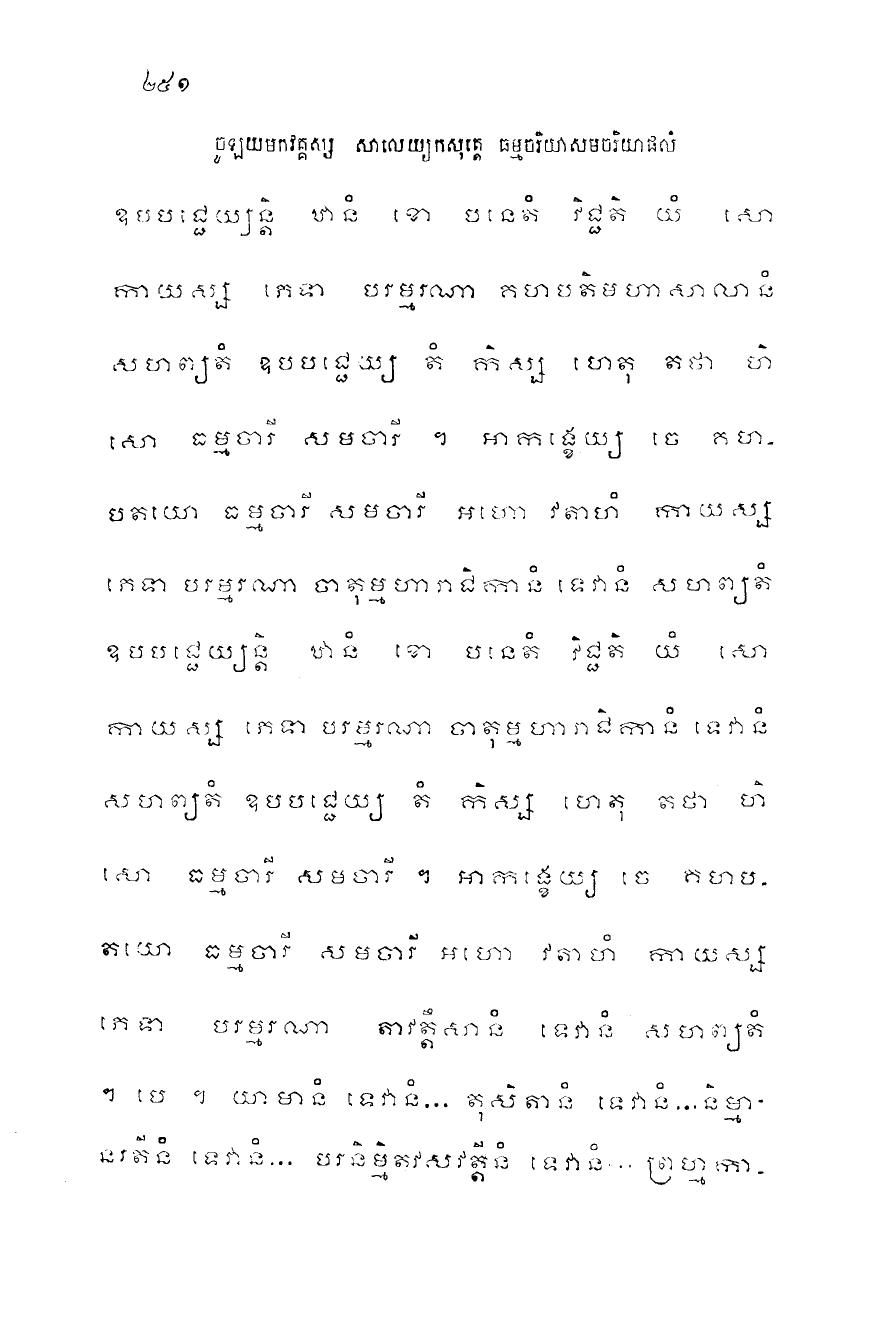 ២៥១
ចូឡយមកវគ្គស្ស សាលេយ្យកសុត្តេ ធម្មចរិយាសមចរិយាផលំ
ឧបបជ្ជេយ្យន្តិ ឋានំ ខោ បនេតំ វិជ្ជតិ យំ សោ
កាយស្ស ភេទា បរម្មរណា គហបតិមហាសាលានំ
សហព្យតំ ឧបបជ្ជេយ្យ តំ កិស្ស ហេតុ តថា ហិ
សោ ធម្មចារី សមចារី ។ អាកង្ខេយ្យ ចេ គហ-
បតយោ ធម្មចារី សមចារី អហោ វតាហំ កាយស្ស
ភេទា បរម្មរណា ចាតុម្មហារាជិកានំ ទេវានំ សហព្យតំ
ឧបបជ្ជេយ្យន្តិ ឋានំ ខោ បនេតំ វិជ្ជតិ យំ សោ
កាយស្ស ភេទា បរម្មរណា ចាតុម្មហារាជិកានំ ទេវានំ
សហព្យតំ ឧបបជ្ជេយ្យ តំ កិស្ស ហេតុ តថា ហិ
សោ ធម្មចារី សមចារី ។ អាកង្ខេយ្យ ចេ គហប-
តយោ ធម្មចារី សមចារី អហោ វតាហំ កាយស្ស
ភេទា បរម្មរណា តាវត្តឹសានំ ទេវានំ សហព្យតំ
។ បេ ។ យាមានំ ទេវានំ... តុសិតានំ ទេវានំ... និម្មា-
នរតីនំ ទេវានំ... បរនិម្មិតវសវត្តីនំ ទេវានំ... ព្រហ្មកា-